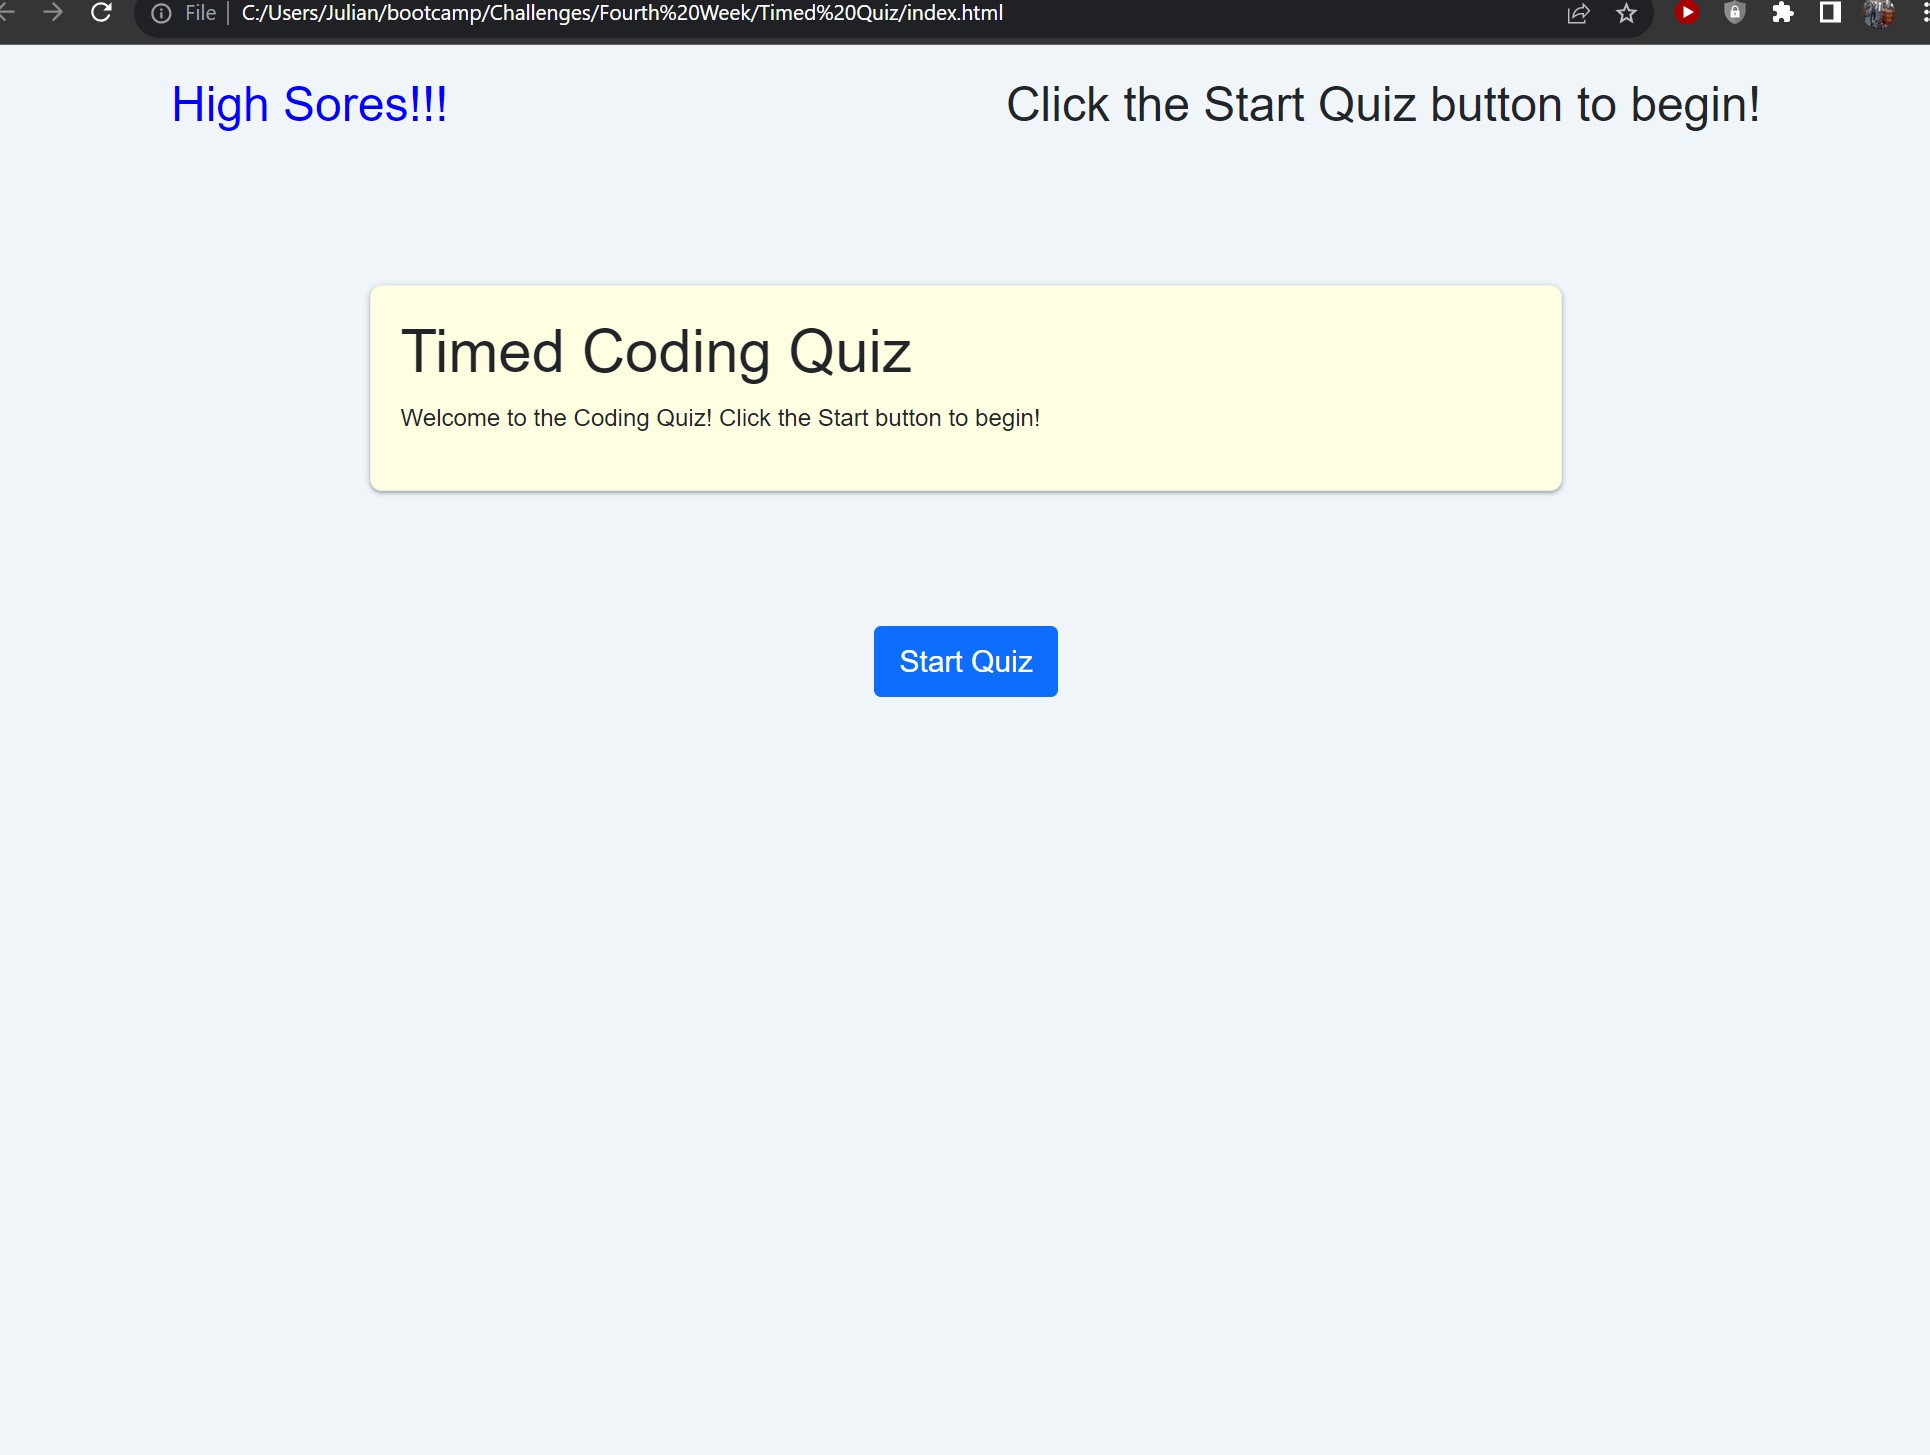 File C:/Users/Julian/bootcamp/Challenges/Fourth%20Week/Timed%20Quiz/index.html
High Sores!!!
Click the Start Quiz button to begin!
Timed Coding Quiz
Welcome to the Coding Quiz! Click the Start button to begin!
Start Quiz